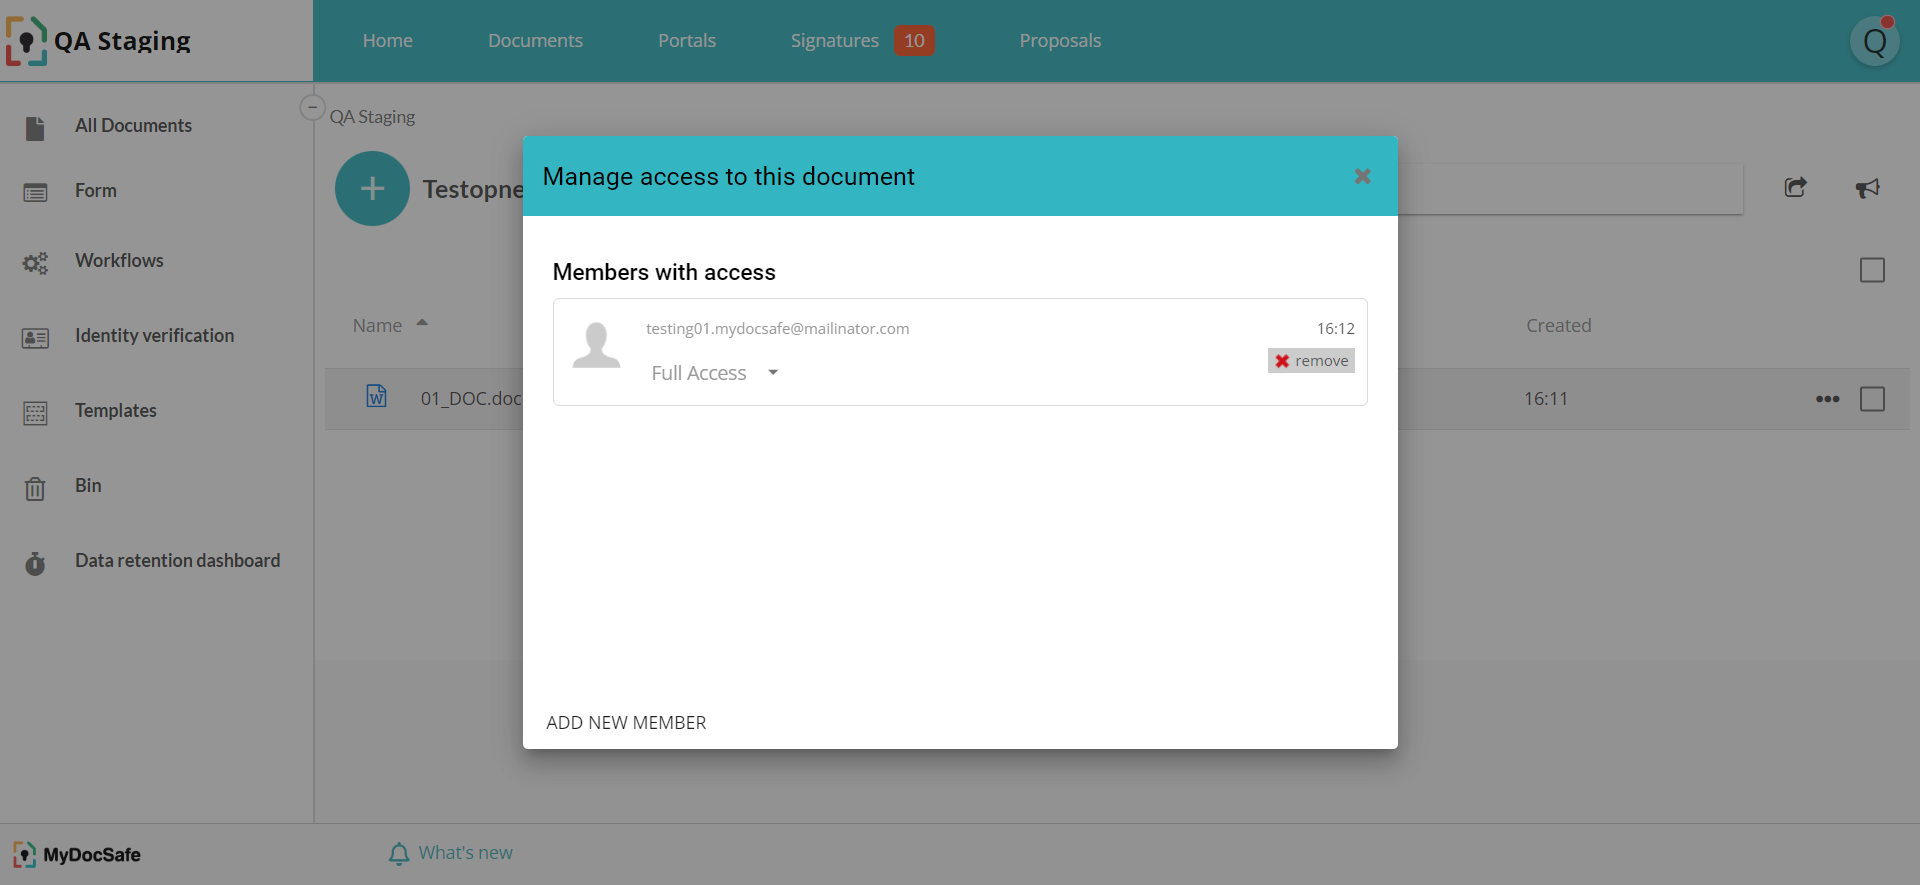 QA Staging
Home
Documents
Portals
Signatures 10
Proposals
Q
All Documents
Form
Workflows
Identity verification
Templates
Bin
Data retention dashboard
QA Staging
+ Testopne
Name
Created
01_DOC.doc
16:11
Manage access to this document
Members with access
testing01.mydocsafe@mailinator.com
16:12
Full Access
remove
ADD NEW MEMBER
MyDocSafe
What's new